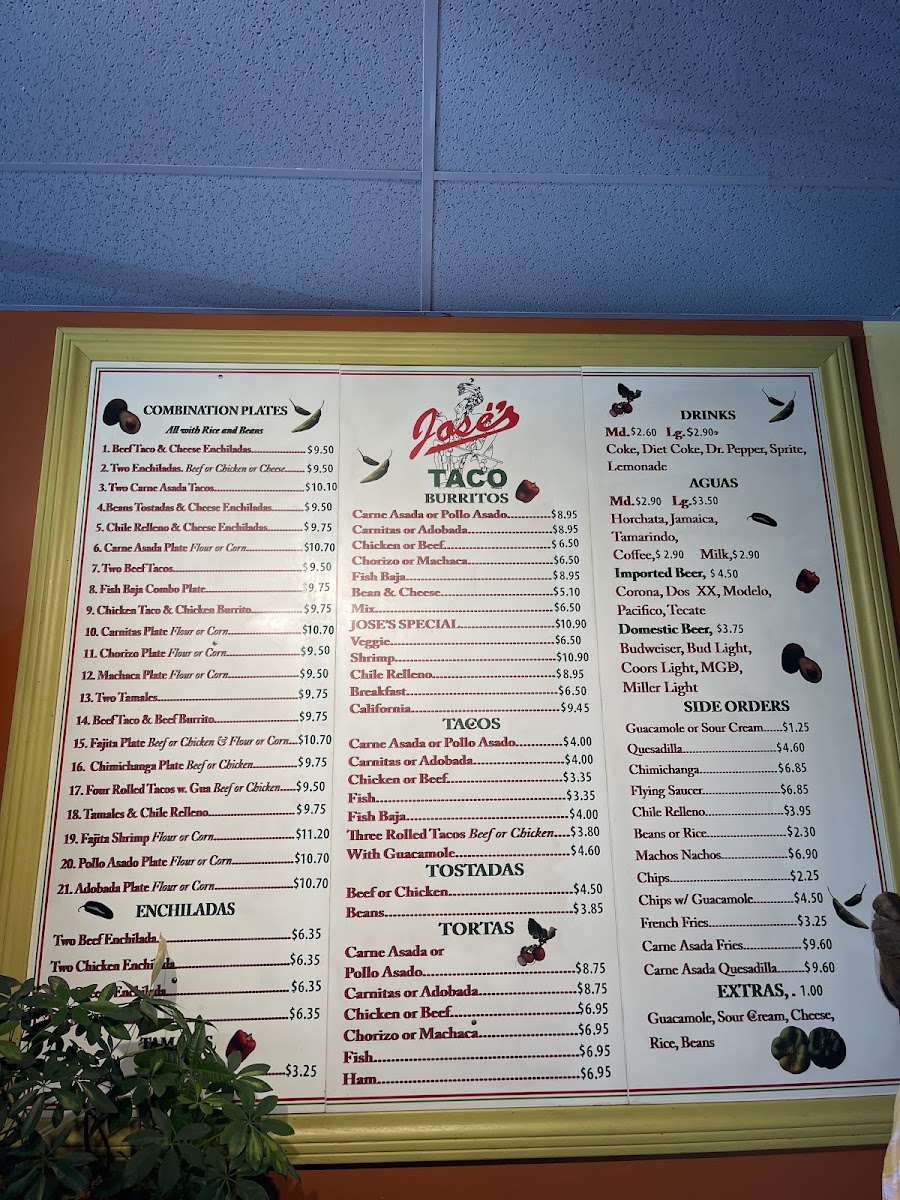 COMBINATION PLATES
All with Rice and Beans
1. Beef Taco & Cheese Enchiladas.......$9.50
2. Two Enchiladas. Beef or Chicken or Cheese.......$9.50
3. Two Carne Asada Tacos.......$10.10
4.Beans Tostadas & Cheese Enchiladas.......$9.50
5. Chile Relleno & Cheese Enchiladas.......$9.75
6. Carne Asada Plate Flour or Corn.......$10.70
7. Two Beef Tacos.......$9.50
8. Fish Baja Combo Plate.......$9,75
9. Chicken Taco & Chicken Burrito.......$9.75
10. Carnitas Plate Flour or Corn.......$10.70
11. Chorizo Plate Flour or Corn.......$9.50
12. Machaca Plate Flour or Corn.......$9.50
13. Two Tamales.......$9.75
14. Beef Taco & Beef Burrito.......$9.75
15. Fajita Plate Beef or Chicken & Flour or Corn....$10.70
16. Chimichanga Plate Beef or Chicken.......$9.75
17. Four Rolled Tacos w. Gua Beef or Chicken.....$9.50
18. Tamales & Chile Relleno.......$9.75
19. Fajita Shrimp Flour or Corn.......$11.20
20. Pollo Asado Plate Flour or Corn.......$10.70
21. Adobada Plate Flour or Corn.......$10.70
ENCHILADAS
Two Beef Enchilada.......$6.35
Two Chicken Enchilada.......$6.35
Enchilada.......$6.35
$6.35
$3.25
José's
TACO
BURRITOS
Carne Asada or Pollo Asado.......$8.95
Carnitas or Adobada.......$8.95
Chicken or Beef.......$ 6.50
Chorizo or Machaca.......$6.50
Fish Baja.......$8.95
Bean & Cheese.......$5.10
Mix.......$6.50
JOSE'S SPECIAL.......$10.90
Veggie.......$6.50
Shrimp.......$10.90
Chile Relleno.......$8.95
Breakfast.......$6.50
California.......$9.45
TACOS
Carne Asada or Pollo Asado.......$4.00
Carnitas or Adobada.......$4.00
Chicken or Beef.......$3.35
Fish.......$3.35
Fish Baja.......$4.00
Three Rolled Tacos Beef or Chicken.....$3.80
With Guacamole.......$4.60
TOSTADAS
Beef or Chicken.......$4.50
Beans.......$3.85
TORTAS
Carne Asada or
Pollo Asado.......$8.75
Carnitas or Adobada.......$8.75
Chicken or Beef.......$6.95
Chorizo or Machaca.......$6.95
Fish.......$6.95
Ham.......$6.95
DRINKS
Md..$2.60 Lg.$2.90
Coke, Diet Coke, Dr. Pepper, Sprite,
Lemonade
AGUAS
Md.$2.90 Lg.$3.50
Horchata, Jamaica,
Tamarindo,
Coffee,$ 2.90 Milk,$2.90
Imported Beer, $ 4.50
Corona, Dos XX, Modelo,
Pacifico, Tecate
Domestic Beer, $3.75
Budweiser, Bud Light,
Coors Light, MGD,
Miller Light
SIDE ORDERS
Guacamole or Sour Cream......$1.25
Quesadilla.......$4.60
Chimichanga.......$6.85
Flying Saucer.......$6.85
Chile Relleno.......$3.95
Beans or Rice.......$2.30
Machos Nachos.......$6.90
Chips.......$2.25
Chips w/ Guacamole.......$4.50
French Fries.......$3.25
Carne Asada Fries.......$9.60
Carne Asada Quesadilla.......$9.60
EXTRAS, . 1.00
Guacamole, Sour Cream, Cheese,
Rice, Beans